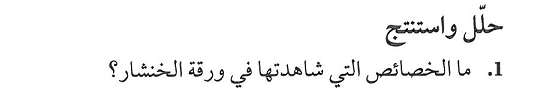 حلّل واستنتج
1. ما الخصائص التي شاهدتها في ورقة الخنشار؟